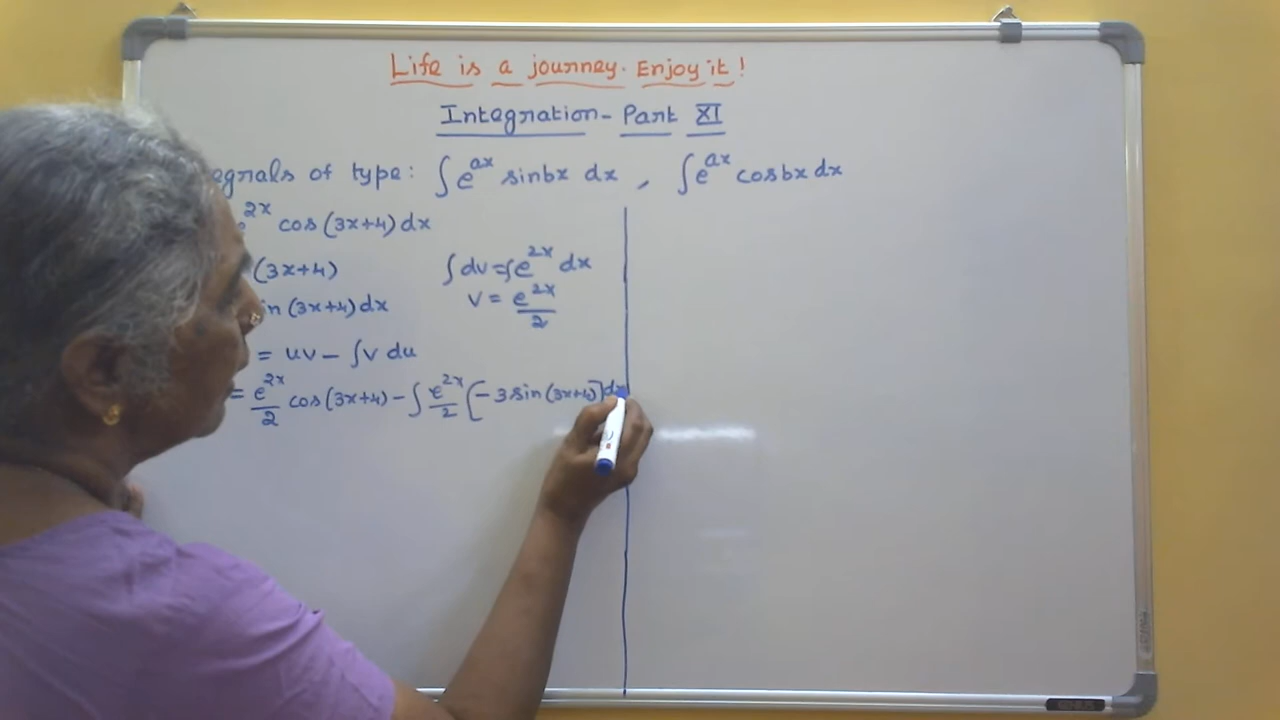 Life is a journey. Enjoy it!
Integration - Part XI
egrals of type: ∫e^{ax} sinbx dx , ∫e^{ax} cosbx dx
e^{2x} cos(3x+4)dx
(3x+4) ∫dv=∫e^{2x} dx
in (3x+4)dx v = e^{2x}/2
= uv - ∫v du
= e^{2x}/2 cos(3x+4) - ∫e^{2x}/2 [-3 sin(3x+4)]dx